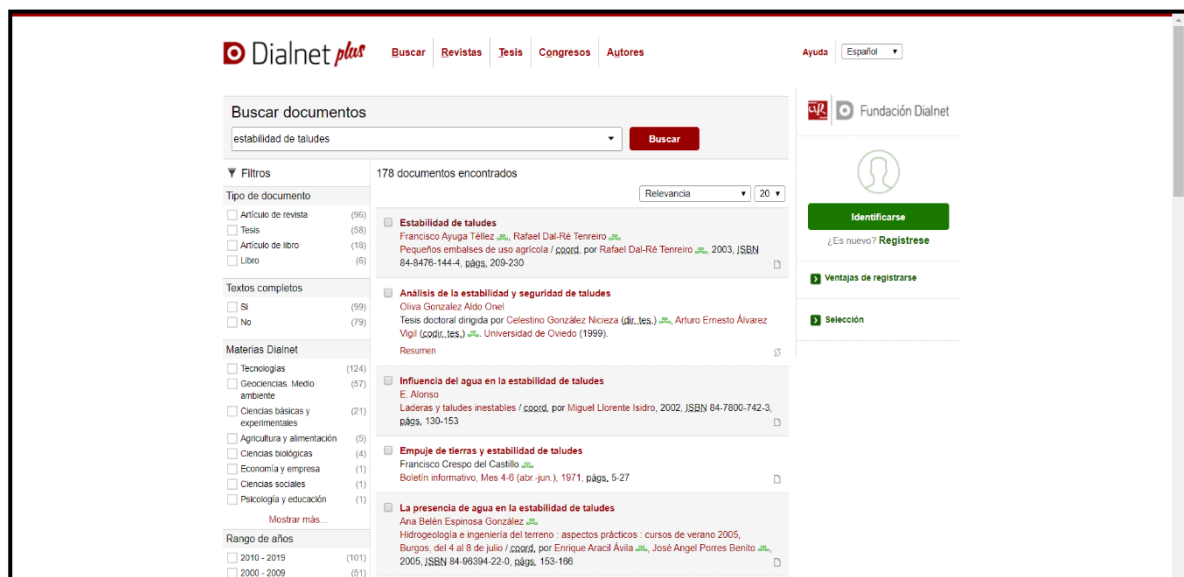 Dialnet plus
Buscar Revistas Tesis Congresos Autores
Ayuda Español
Buscar documentos
estabilidad de taludes
Buscar
Filtros
Tipo de documento
Artículo de revista (96)
Tesis (58)
Artículo de libro (18)
Libro (6)
Textos completos
Si (99)
No (79)
Materias Dialnet
Tecnologías (124)
Geociencias. Medio (57)
ambiente
Ciencias básicas y (21)
experimentales
Agricultura y alimentación (5)
Ciencias biológicas (4)
Economía y empresa (1)
Ciencias sociales (1)
Psicología y educación (1)
Mostrar más...
Rango de años
2010 - 2019 (101)
2000 - 2009 (51)
178 documentos encontrados
Relevancia 20
Estabilidad de taludes
Francisco Ayuga Téllez, Rafael Dal-Ré Tenreiro
Pequeños embalses de uso agrícola / coord. por Rafael Dal-Ré Tenreiro, 2003, ISBN
84-8476-144-4, págs. 209-230
Análisis de la estabilidad y seguridad de taludes
Oliva Gonzalez Aldo Onel
Tesis doctoral dirigida por Celestino González Nicieza (dir. tes.), Arturo Ernesto Álvarez
Vigil (codir. tes.). Universidad de Oviedo (1999).
Resumen
Influencia del agua en la estabilidad de taludes
E. Alonso
Laderas y taludes inestables / coord. por Miguel Llorente Isidro, 2002, ISBN 84-7800-742-3,
págs. 130-153
Empuje de tierras y estabilidad de taludes
Francisco Crespo del Castillo
Boletín informativo, Mes 4-6 (abr.-jun.), 1971, págs. 5-27
La presencia de agua en la estabilidad de taludes
Ana Belén Espinosa González
Hidrogeología e ingeniería del terreno : aspectos prácticos : cursos de verano 2005,
Burgos, del 4 al 8 de julio / coord. por Enrique Aracil Ávila, José Angel Porres Benito,
2005, ISBN 84-96394-22-0, págs. 153-166
Fundación Dialnet
Identificarse
¿Es nuevo? Regístrese
Ventajas de registrarse
Selección